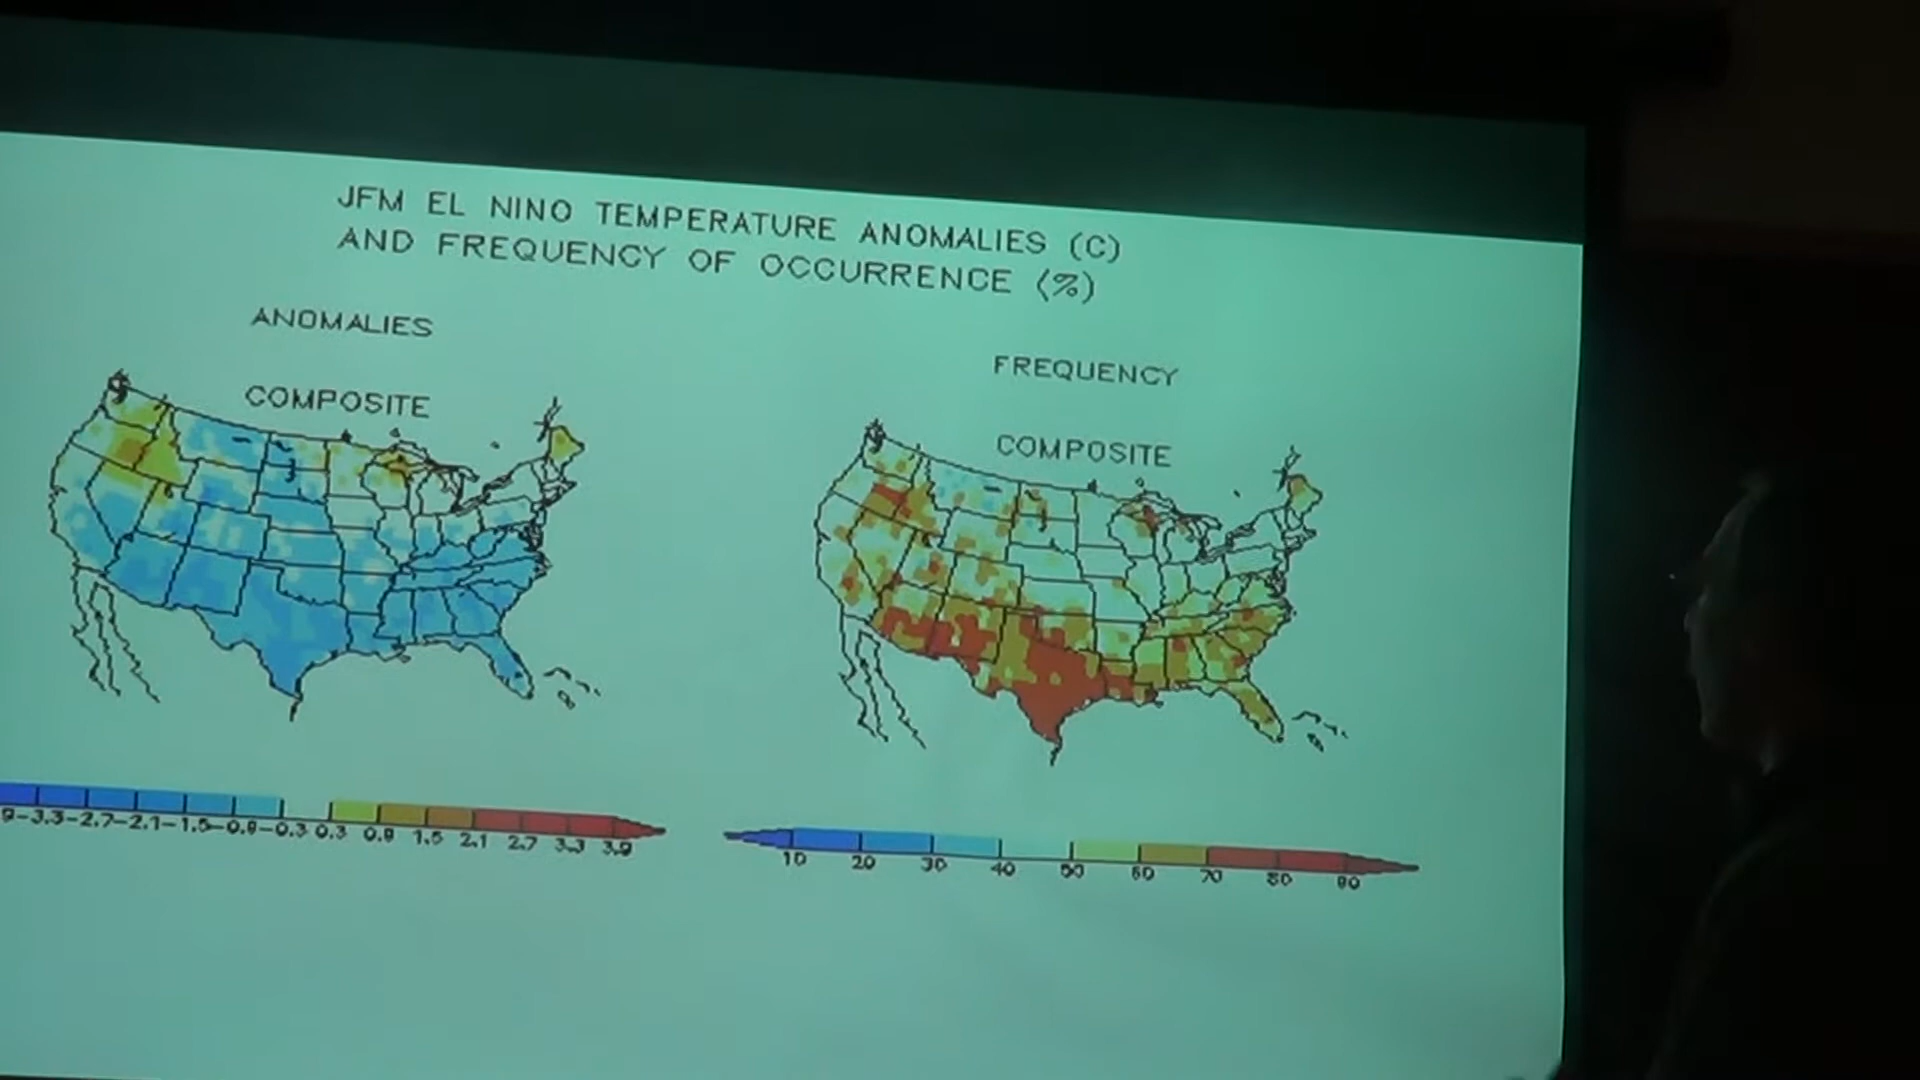 JFM EL NINO TEMPERATURE ANOMALIES (C)
AND FREQUENCY OF OCCURRENCE (%)
ANOMALIES
COMPOSITE
FREQUENCY
COMPOSITE
9 -3.3 -2.7 -2.1 -1.5 -0.9 -0.3 0.3 0.9 1.5 2.1 2.7 3.3 3.9
10 20 30 40 50 60 70 80 90